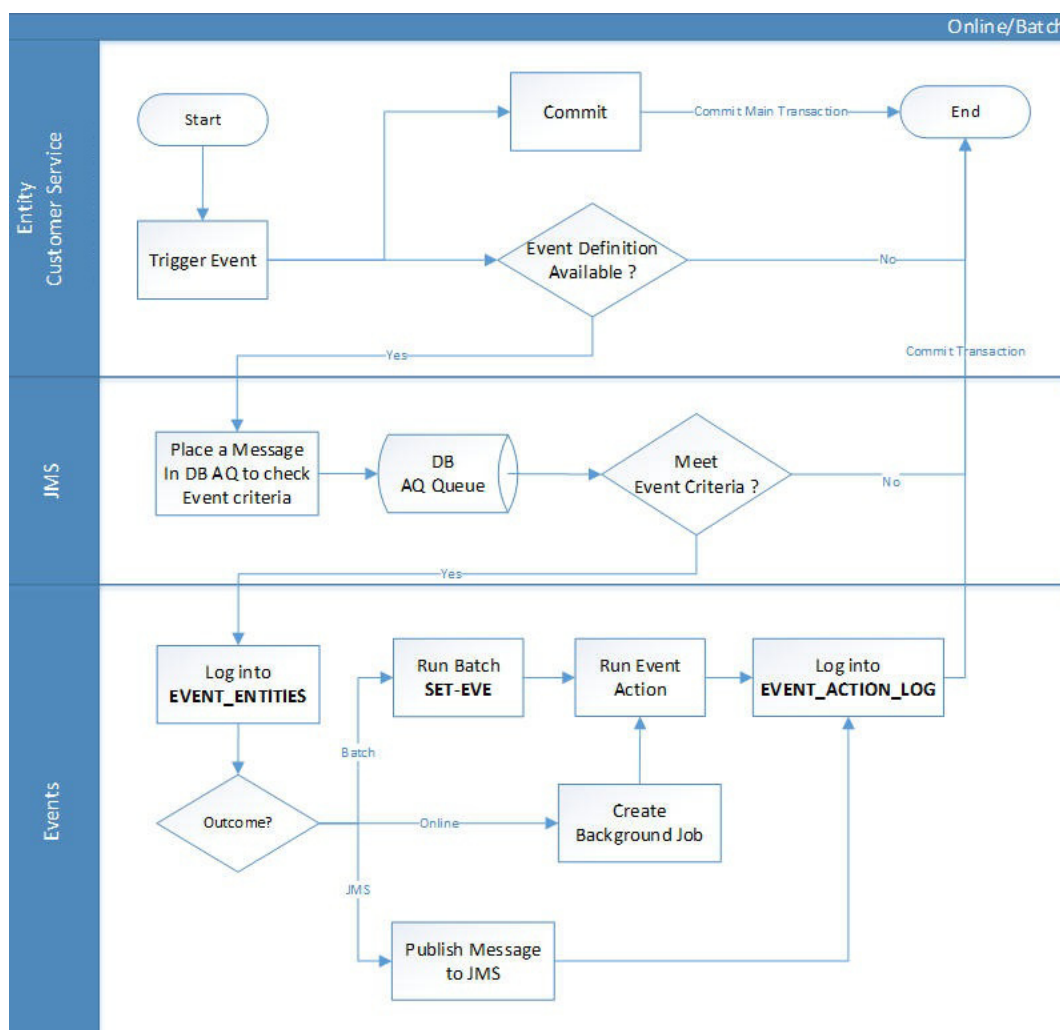 Online/Batch
Entity
Customer Service
Start
Commit
Commit Main Transaction
End
Trigger Event
Event Definition
Available ?
No
Yes
Commit Transaction
JMS
Place a Message
In DB AQ to check
Event criteria
DB
AQ Queue
Meet
Event Criteria ?
No
Yes
Events
Log into
EVENT_ENTITIES
Run Batch
SET-EVE
Run Event
Action
Log into
EVENT_ACTION_LOG
Batch
Outcome?
Online
Create
Background Job
JMS
Publish Message
to JMS